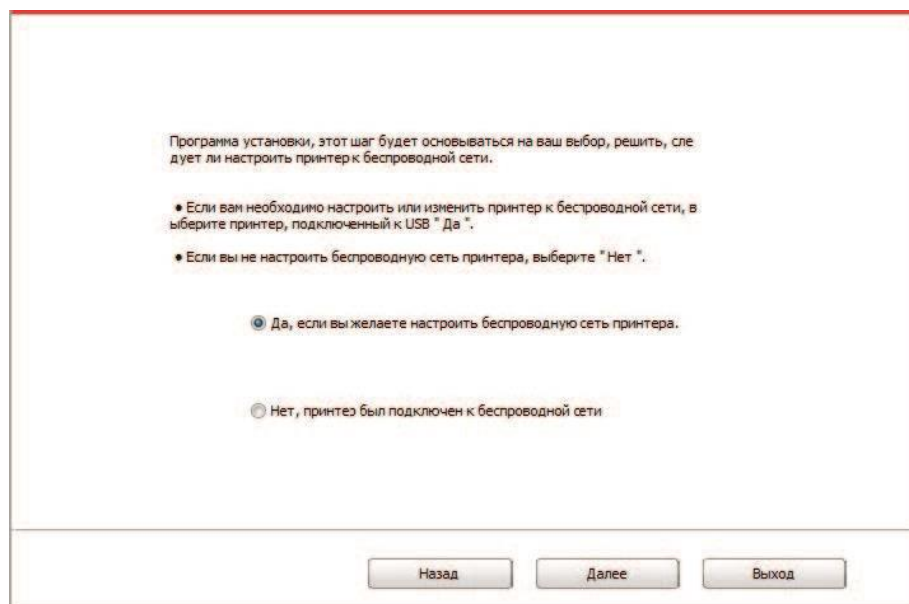 Программа установки, этот шаг будет основываться на ваш выбор, решить, сле
дует ли настроить принтер к беспроводной сети.
• Если вам необходимо настроить или изменить принтер к беспроводной сети, в
ыберите принтер, подключенный к USB " Да ".
• Если вы не настроить беспроводную сеть принтера, выберите " Нет ".
Да, если вы желаете настроить беспроводную сеть принтера.
Нет, принтер был подключен к беспроводной сети
Назад Далее Выход